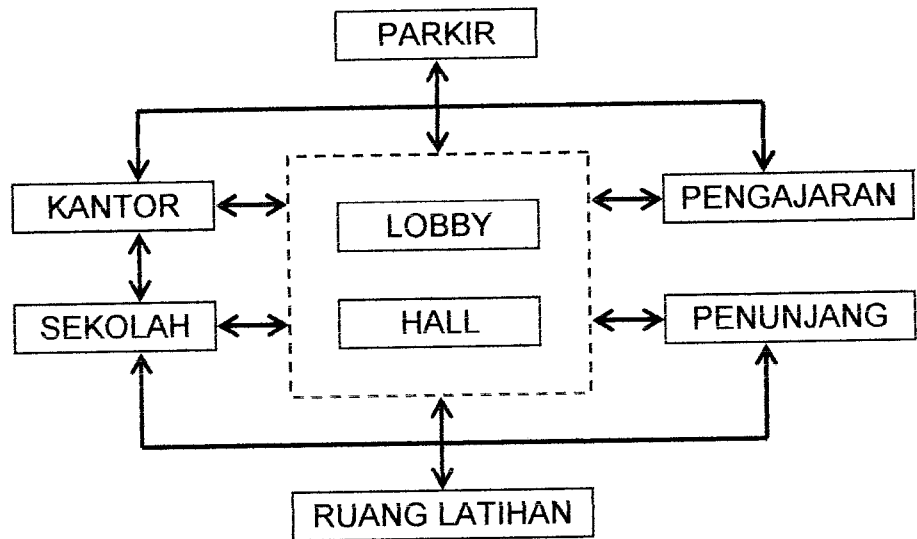 PARKIR
KANTOR
PENGAJARAN
LOBBY
SEKOLAH
HALL
PENUNJANG
RUANG LATIHAN